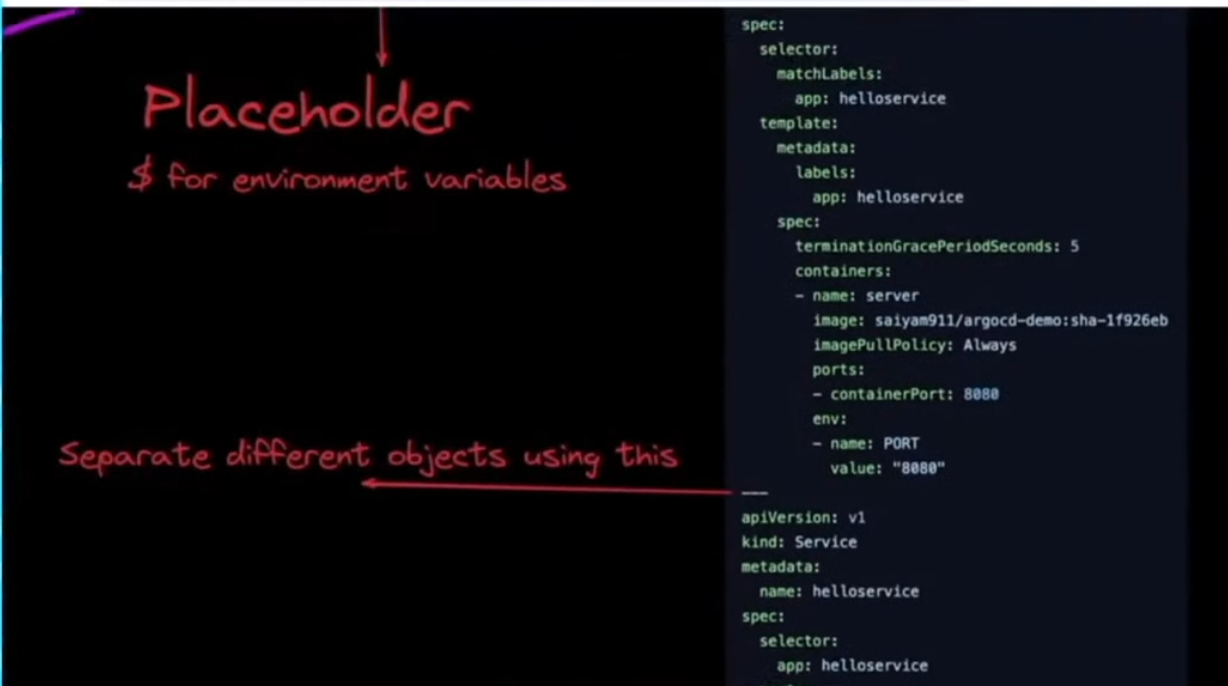 Placeholder
$ for environment variables
Separate different objects using this
spec:
  selector:
    matchLabels:
      app: helloservice
  template:
    metadata:
      labels:
        app: helloservice
    spec:
      terminationGracePeriodSeconds: 5
      containers:
      - name: server
        image: saiyam911/argocd-demo:sha-1f926eb
        imagePullPolicy: Always
        ports:
        - containerPort: 8080
        env:
        - name: PORT
          value: "8080"
---
apiVersion: v1
kind: Service
metadata:
  name: helloservice
spec:
  selector:
    app: helloservice